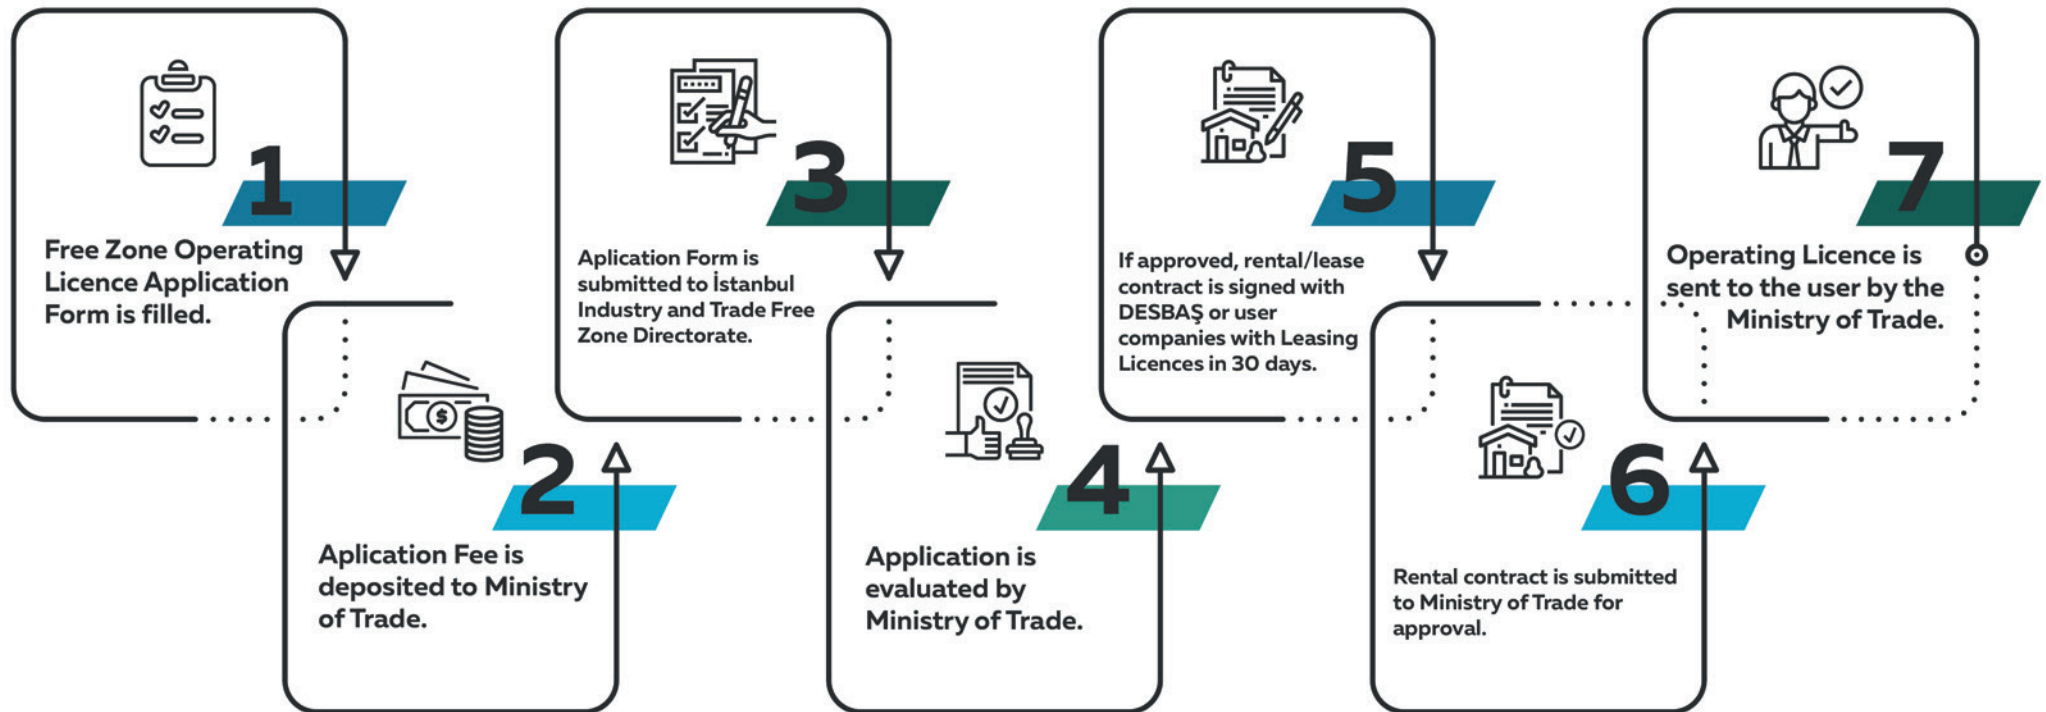 1
Free Zone Operating
Licence Application
Form is filled.
2
Aplication Fee is
deposited to Ministry
of Trade.
3
Aplication Form is
submitted to İstanbul
Industry and Trade Free
Zone Directorate.
4
Application is
evaluated by
Ministry of Trade.
5
If approved, rental/lease
contract is signed with
DESBAŞ or user
companies with Leasing
Licences in 30 days.
6
Rental contract is submitted
to Ministry of Trade for
approval.
7
Operating Licence is
sent to the user by the
Ministry of Trade.